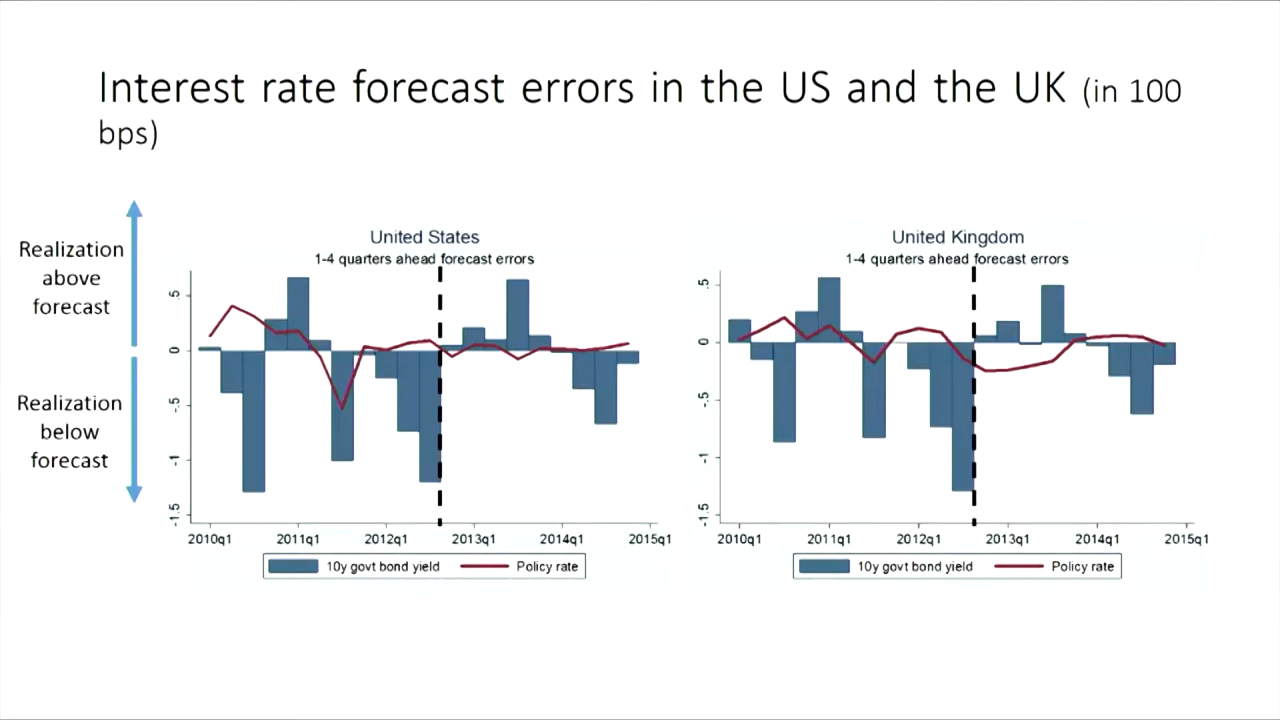 Interest rate forecast errors in the US and the UK (in 100
bps)
Realization
above
forecast
Realization
below
forecast
United States
1-4 quarters ahead forecast errors
.5
0
-.5
-1
-1.5
2010q1 2011q1 2012q1 2013q1 2014q1 2015q1
10y govt bond yield Policy rate
United Kingdom
1-4 quarters ahead forecast errors
.5
0
-.5
-1
-1.5
2010q1 2011q1 2012q1 2013q1 2014q1 2015q1
10y govt bond yield Policy rate